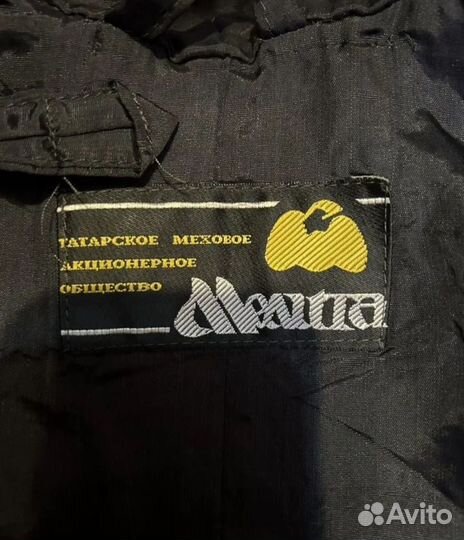 ТАТАРСКОЕ МЕХОВОЕ
АКЦИОНЕРНОЕ
ОБЩЕСТВО
Мелита
Avito